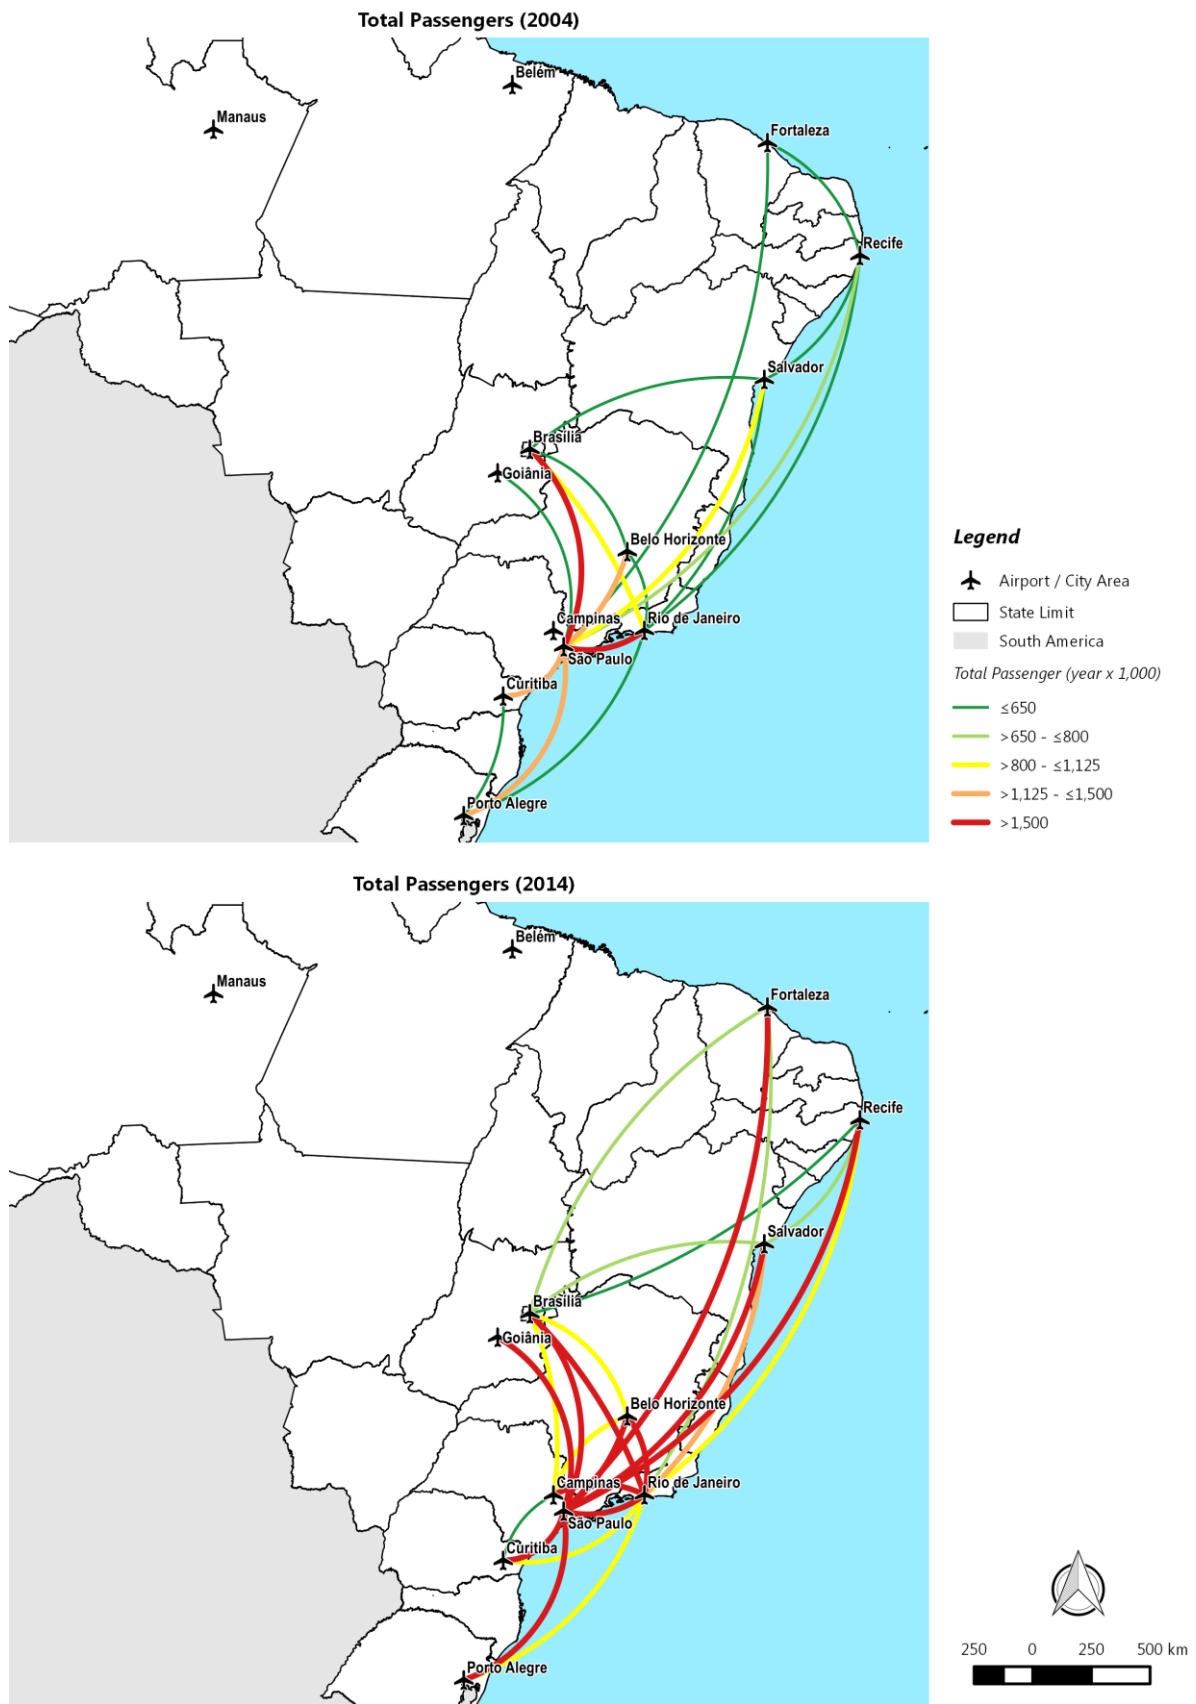 Total Passengers (2004)
Belém
Manaus
Fortaleza
Recife
Salvador
Brasília
Goiânia
Belo Horizonte
Campinas
Rio de Janeiro
São Paulo
Curitiba
Porto Alegre
Legend
Airport / City Area
State Limit
South America
Total Passenger (year x 1,000)
≤650
>650 - ≤800
>800 - ≤1,125
>1,125 - ≤1,500
>1,500
Total Passengers (2014)
Belém
Manaus
Fortaleza
Recife
Salvador
Brasília
Goiânia
Belo Horizonte
Campinas
Rio de Janeiro
São Paulo
Curitiba
Porto Alegre
250 0 250 500 km